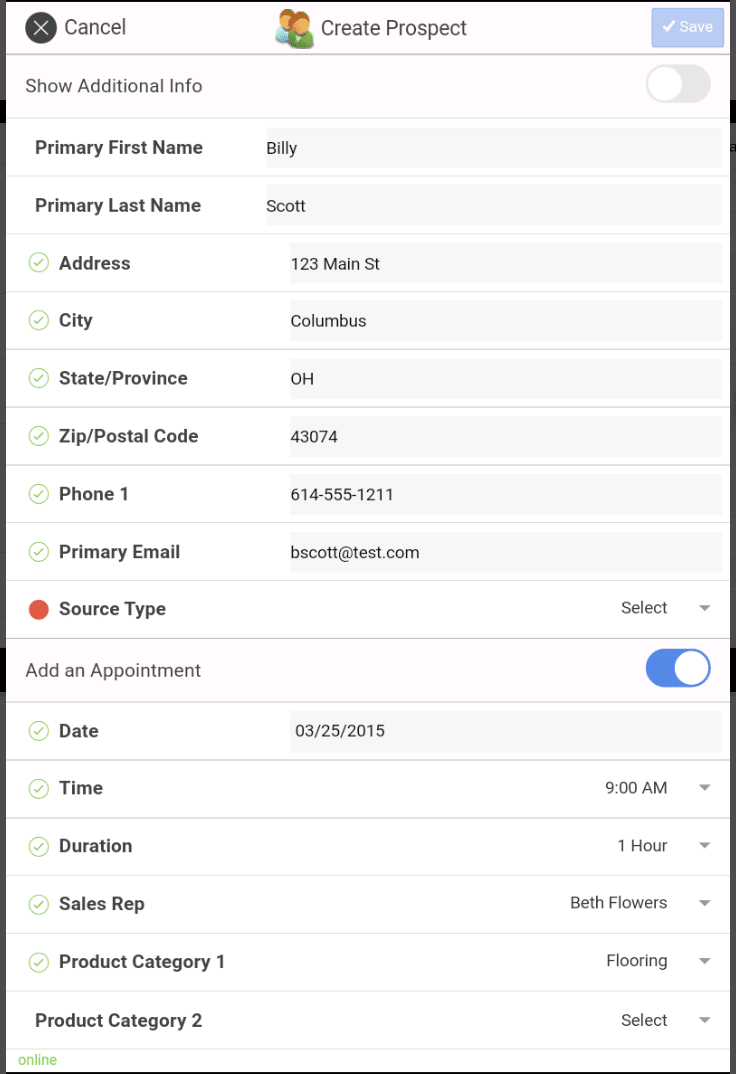 Cancel Create Prospect Save
Show Additional Info
Primary First Name Billy
Primary Last Name Scott
Address 123 Main St
City Columbus
State/Province OH
Zip/Postal Code 43074
Phone 1 614-555-1211
Primary Email bscott@test.com
Source Type Select
Add an Appointment
Date 03/25/2015
Time 9:00 AM
Duration 1 Hour
Sales Rep Beth Flowers
Product Category 1 Flooring
Product Category 2 Select
online